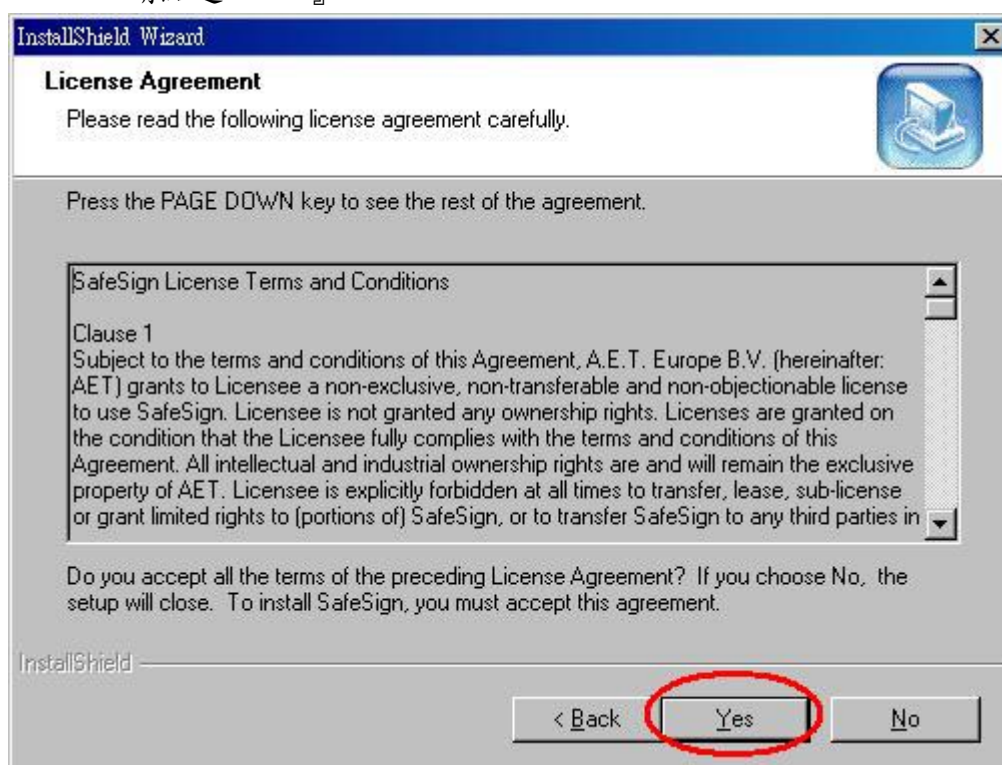 』
InstallShield Wizard
License Agreement
Please read the following license agreement carefully.
Press the PAGE DOWN key to see the rest of the agreement.
SafeSign License Terms and Conditions
Clause 1
Subject to the terms and conditions of this Agreement, A.E.T. Europe B.V. (hereinafter:
AET) grants to Licensee a non-exclusive, non-transferable and non-objectionable license
to use SafeSign. Licensee is not granted any ownership rights. Licenses are granted on
the condition that the Licensee fully complies with the terms and conditions of this
Agreement. All intellectual and industrial ownership rights are and will remain the exclusive
property of AET. Licensee is explicitly forbidden at all times to transfer, lease, sub-license
or grant limited rights to (portions of) SafeSign, or to transfer SafeSign to any third parties in
Do you accept all the terms of the preceding License Agreement? If you choose No, the
setup will close. To install SafeSign, you must accept this agreement.
InstallShield
< Back
Yes
No